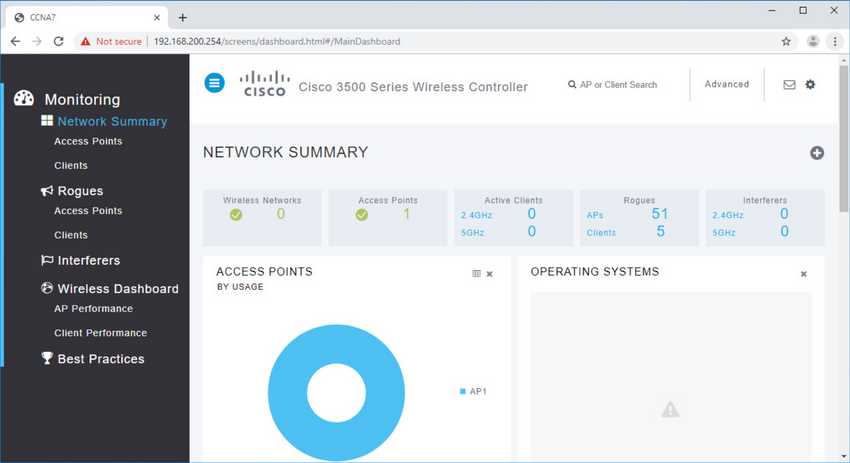 CCNA7
Not secure | 192.168.200.254/screens/dashboard.html#/MainDashboard
Monitoring
Network Summary
Access Points
Clients
Rogues
Access Points
Clients
Interferers
Wireless Dashboard
AP Performance
Client Performance
Best Practices
CISCO
Cisco 3500 Series Wireless Controller
AP or Client Search
Advanced
NETWORK SUMMARY
Wireless Networks
0
Access Points
1
Active Clients
2.4GHz 0
5GHz 0
Rogues
APs 51
Clients 5
Interferers
2.4GHz 0
5GHz 0
ACCESS POINTS
BY USAGE
AP1
OPERATING SYSTEMS